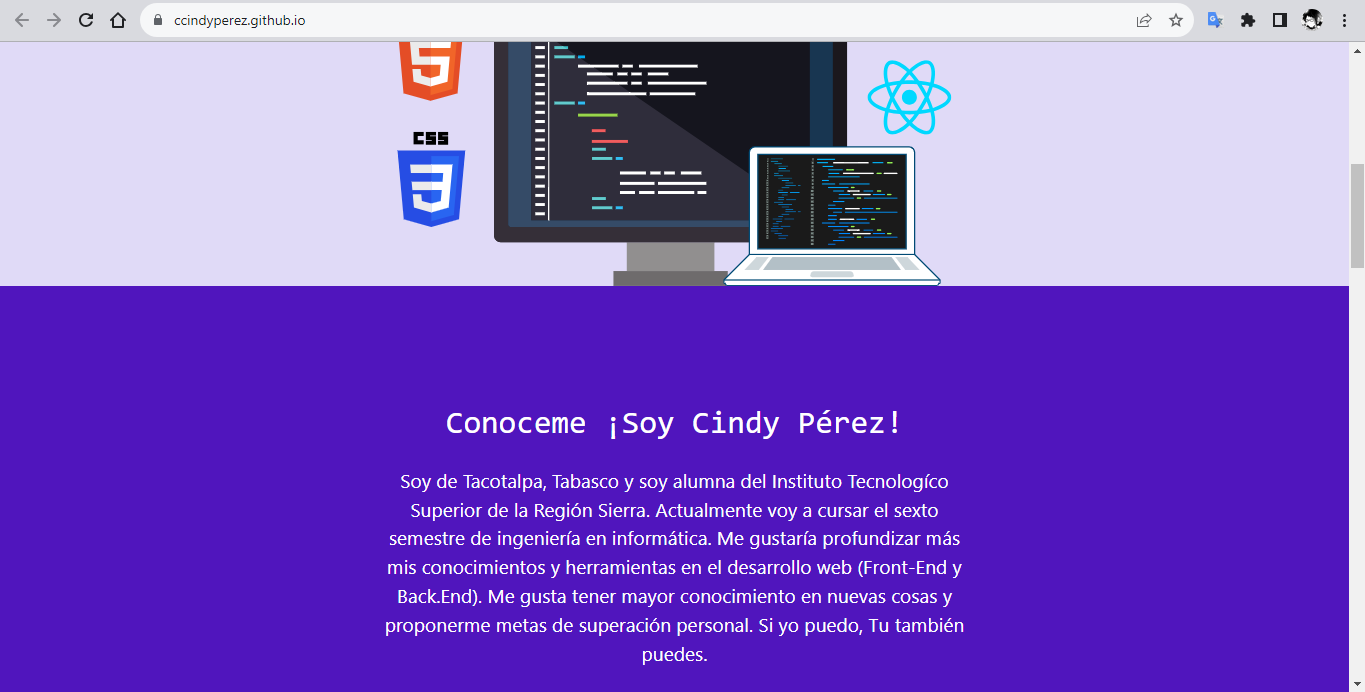 ccindyperez.github.io
5
CSS
3
Conoceme ¡Soy Cindy Pérez!
Soy de Tacotalpa, Tabasco y soy alumna del Instituto Tecnologíco
Superior de la Región Sierra. Actualmente voy a cursar el sexto
semestre de ingeniería en informática. Me gustaría profundizar más
mis conocimientos y herramientas en el desarrollo web (Front-End y
Back.End). Me gusta tener mayor conocimiento en nuevas cosas y
proponerme metas de superación personal. Si yo puedo, Tu también
puedes.